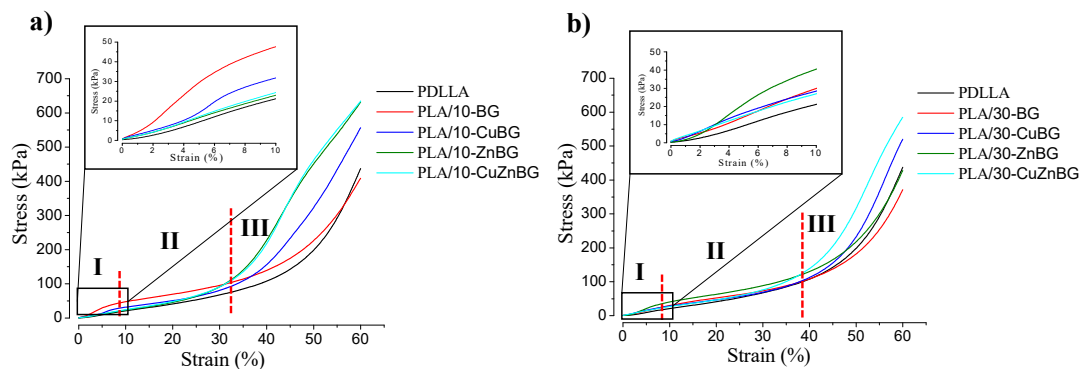 a)
50
40
30
20
10
0
Stress (kPa)
0 2 4 6 8 10
Strain (%)
700
600
500
400
300
200
100
0
Stress (kPa)
I
II
III
0 10 20 30 40 50 60
Strain (%)
PDLLA
PLA/10-BG
PLA/10-CuBG
PLA/10-ZnBG
PLA/10-CuZnBG
b)
50
40
30
20
10
0
Stress (kPa)
0 2 4 6 8 10
Strain (%)
700
600
500
400
300
200
100
0
Stress (kPa)
I
II
III
0 10 20 30 40 50 60
Strain (%)
PDLLA
PLA/30-BG
PLA/30-CuBG
PLA/30-ZnBG
PLA/30-CuZnBG